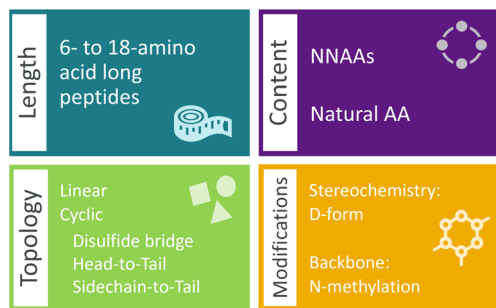 Length
6- to 18-amino
acid long
peptides
Content
NNAAs
Natural AA
Topology
Linear
Cyclic
Disulfide bridge
Head-to-Tail
Sidechain-to-Tail
Modifications
Stereochemistry:
D-form
Backbone:
N-methylation